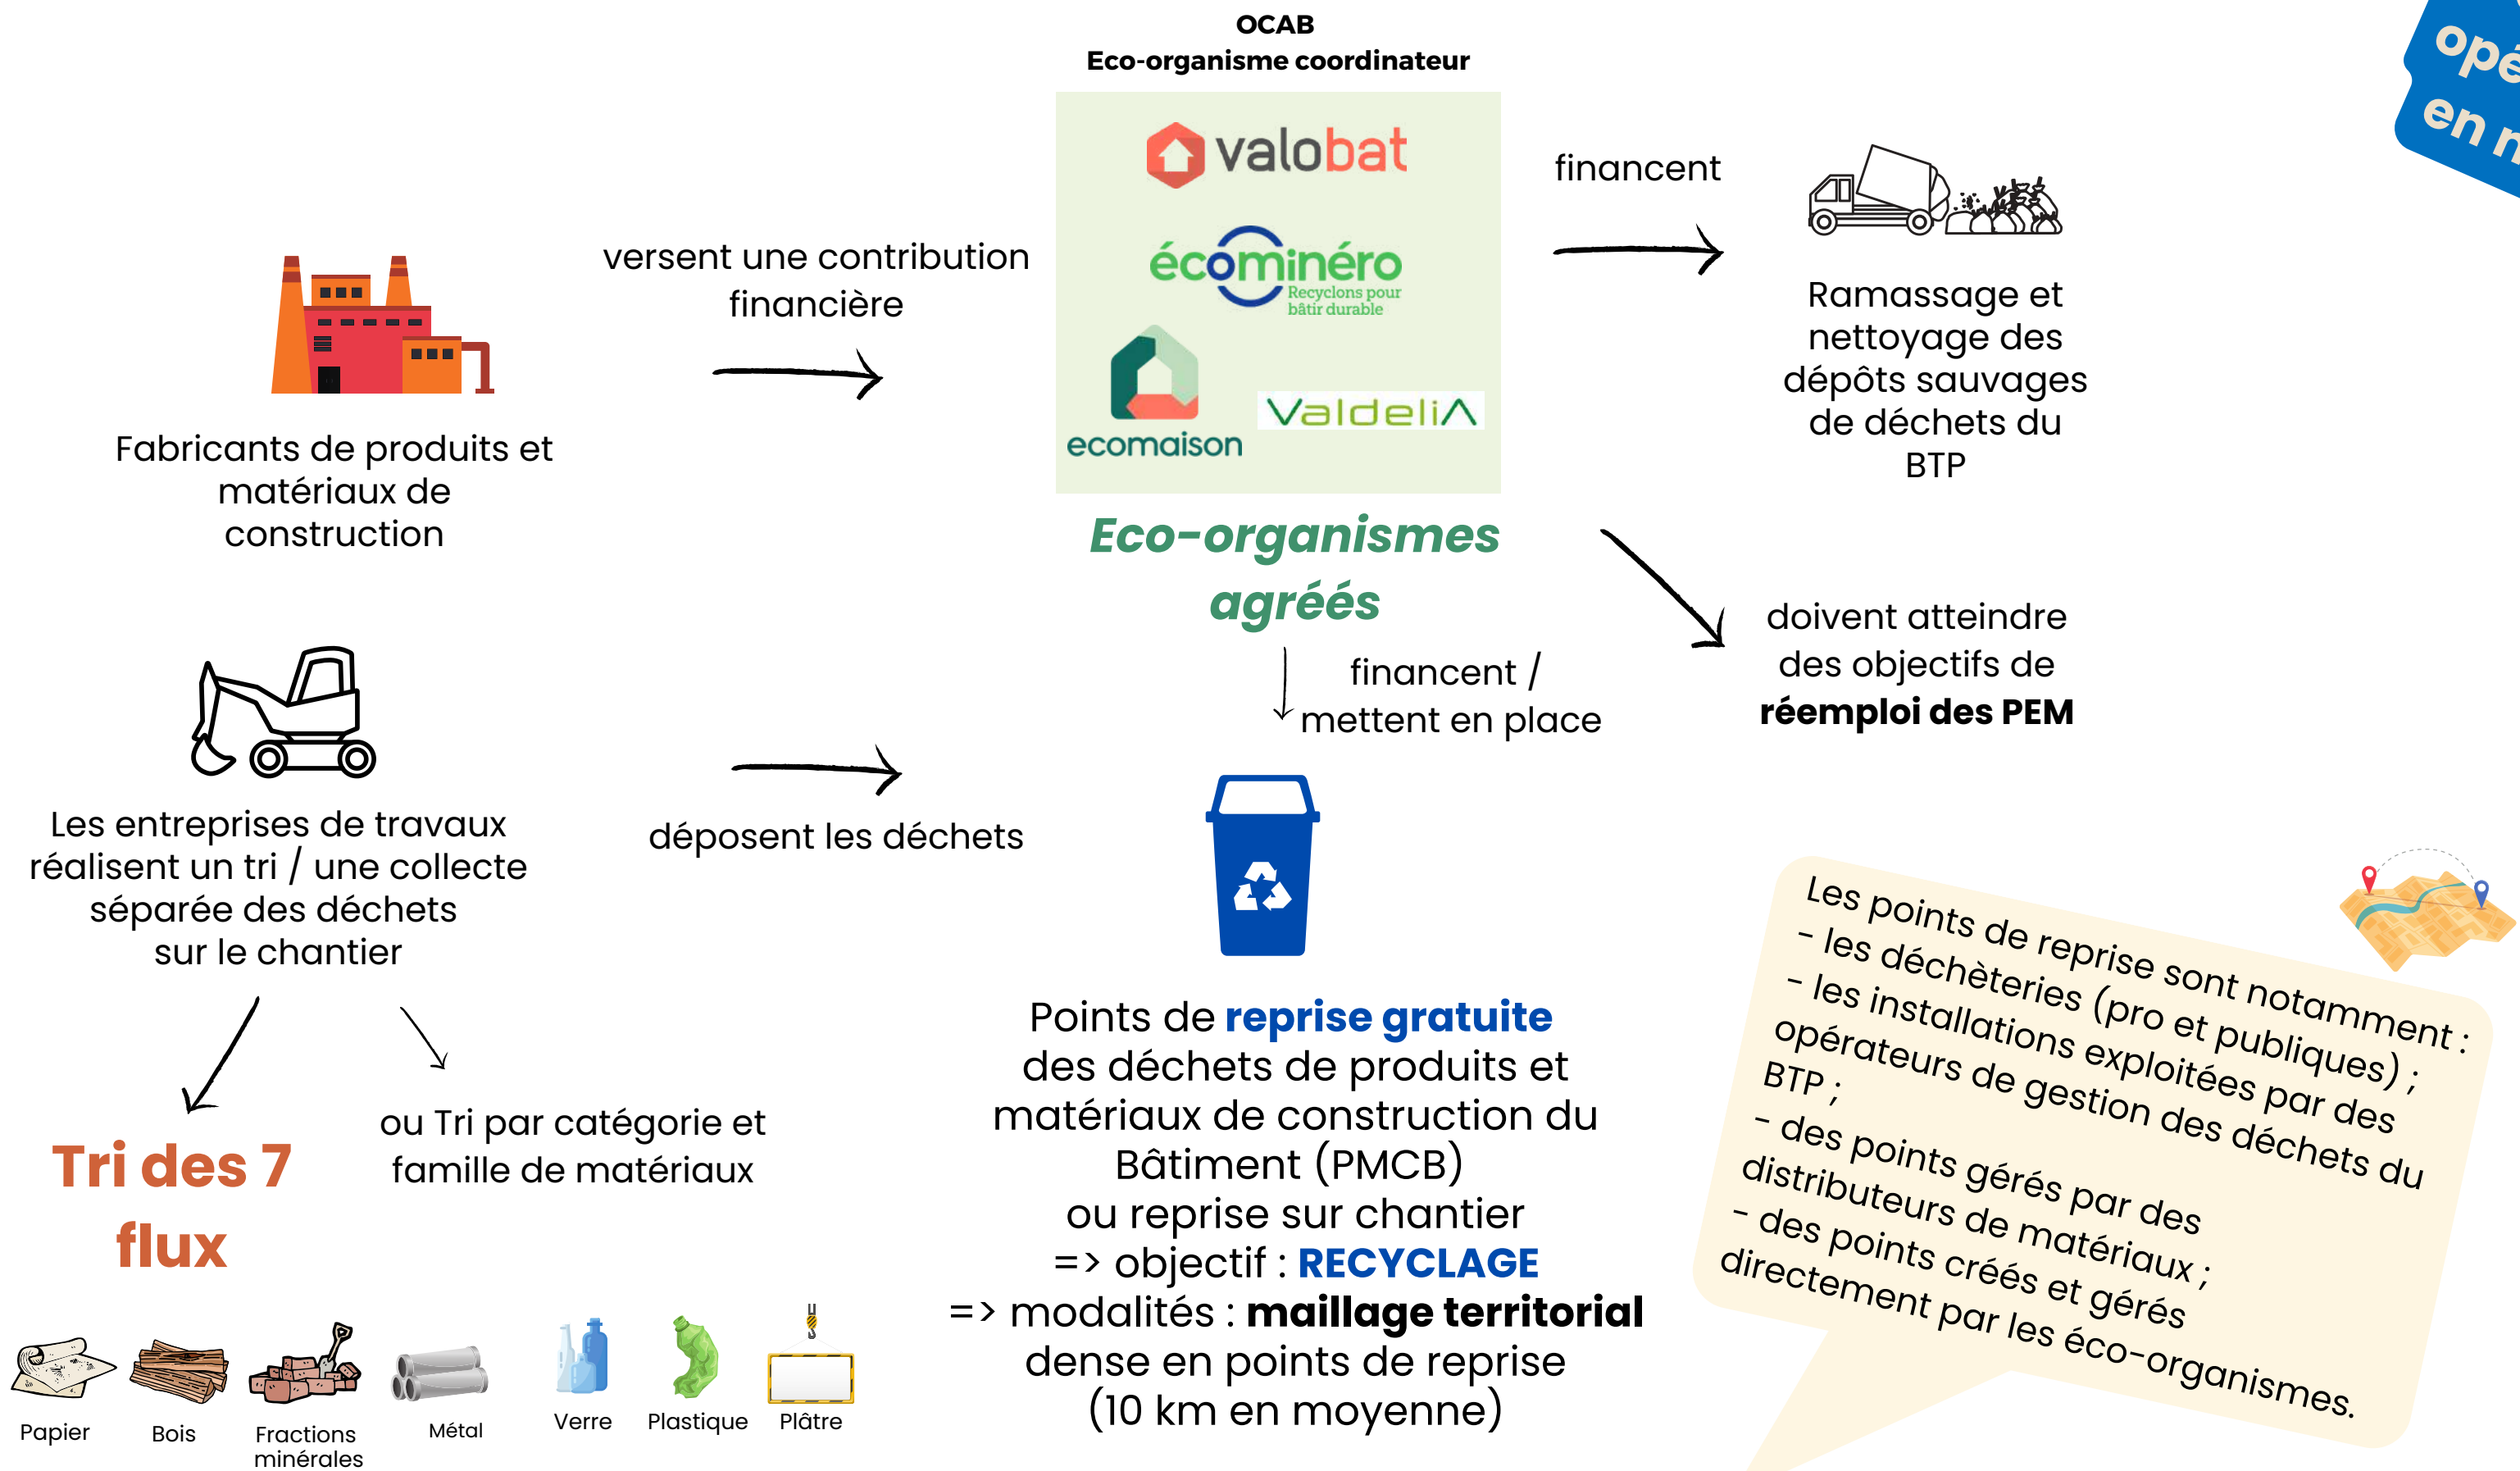 OCAB
Eco-organisme coordinateur
valobat
écominéro
Recyclons pour
bâtir durable
ecomaison
ValdeliA
Eco-organismes
agréés
versent une contribution
financière
Fabricants de produits et
matériaux de
construction
financent
Ramassage et
nettoyage des
dépôts sauvages
de déchets du
BTP
doivent atteindre
des objectifs de
réemploi des PEM
financent /
mettent en place
Les entreprises de travaux
réalisent un tri / une collecte
séparée des déchets
sur le chantier
déposent les déchets
Tri des 7
flux
ou Tri par catégorie et
famille de matériaux
Papier
Bois
Fractions
minérales
Métal
Verre
Plastique
Plâtre
Points de reprise gratuite
des déchets de produits et
matériaux de construction du
Bâtiment (PMCB)
ou reprise sur chantier
=> objectif : RECYCLAGE
=> modalités : maillage territorial
dense en points de reprise
(10 km en moyenne)
Les points de reprise sont notamment :
- les déchèteries (pro et publiques) ;
- les installations exploitées par des
opérateurs de gestion des déchets du
BTP ;
- des points gérés par des
distributeurs de matériaux ;
- des points créés et gérés
directement par les éco-organismes.
en